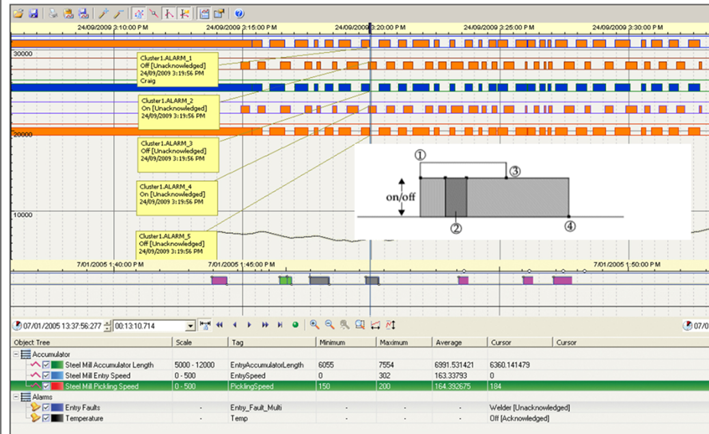 24/09/2009 3:10:00 PM 24/09/2009 3:15:00 PM 24/09/2009 3:20:00 PM 24/09/2009 3:25:00 PM 24/09/2009 3:30:00 PM
30000
Cluster1.ALARM_1
Off [Unacknowledged]
24/09/2009 3:19:56 PM
Craig
Cluster1.ALARM_2
On [Unacknowledged]
24/09/2009 3:19:56 PM
20000
Cluster1.ALARM_3
Off [Unacknowledged]
24/09/2009 3:19:56 PM
Cluster1.ALARM_4
On [Unacknowledged]
24/09/2009 3:19:56 PM
10000
Cluster1.ALARM_5
Off [Unacknowledged]
24/09/2009 3:19:56 PM
①
③
on/off
②
④
7/01/2005 1:40:00 PM 7/01/2005 1:45:00 PM 7/01/2005 1:50:00 PM
07/01/2005 13:37:56.277 00:13:10.714 07/0
Object Tree Scale Tag Minimum Maximum Average Cursor Cursor
Accumulator
Steel Mill Accumulator Length 5000 - 12000 EntryAccumulatorLength 6055 7554 6991.531421 6360.141479
Steel Mill Entry Speed 0 - 500 EntrySpeed 0 302 163.33793
Steel Mill Pickling Speed 0 - 500 PicklingSpeed 150 200 164.392675 184
Alarms
Entry Faults - Entry_Fault_Multi - - - Welder [Unacknowledged]
Temperature - Temp - - - Off [Acknowledged]